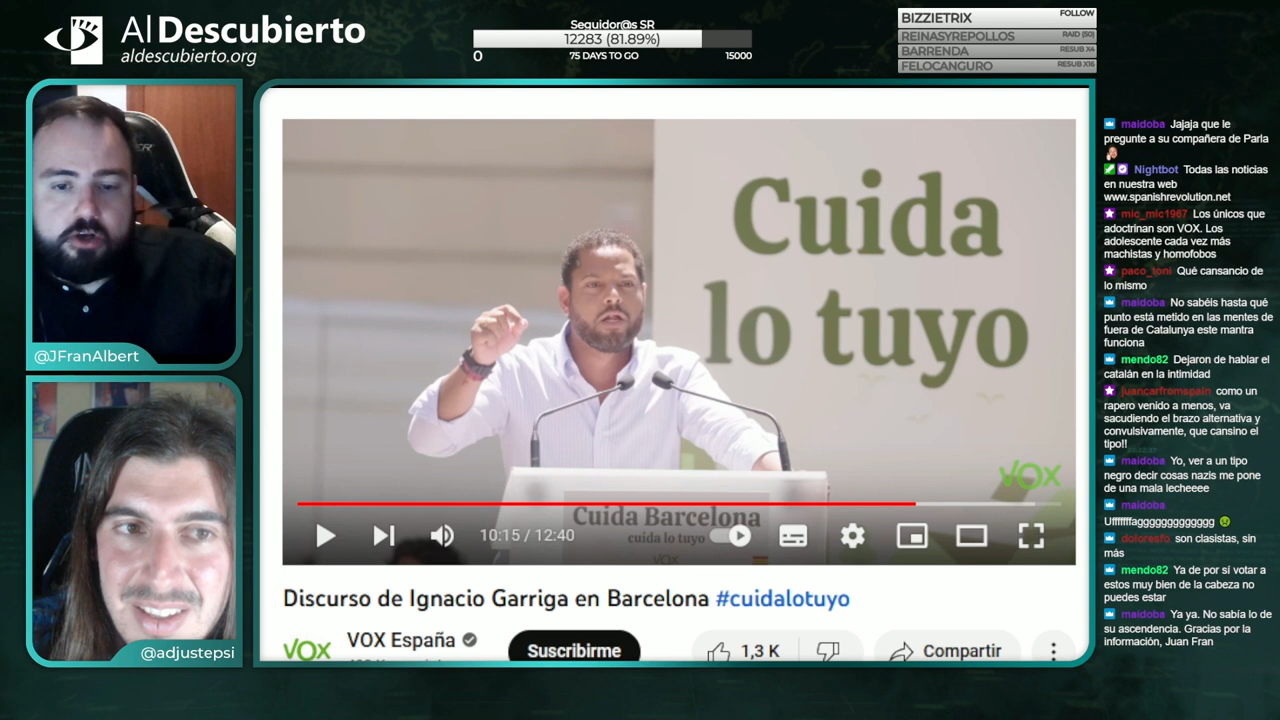 Al Descubierto
aldescubierto.org
Seguidor@s SR
12283 (81.89%)
0
75 DAYS TO GO
15000
BIZZIETRIX FOLLOW
REINASYREPOLLOS RAID (50)
BARRENDA RESUB X4
FELOCANGURO RESUB X16
@JFranAlbert
@adjustepsi
Cuida
lo tuyo
VOX
Cuida Barcelona
cuida lo tuyo
VOX
10:15 / 12:40
Discurso de Ignacio Garriga en Barcelona #cuidalotuyo
VOX
VOX España
Suscribirme
1,3 K
Compartir
maidoba Jajaja que le
pregunte a su compañera de Parla
Nightbot Todas las noticias
en nuestra web
www.spanishrevolution.net
mic_mic1967 Los únicos que
adoctrinan son VOX. Los
adolescente cada vez más
machistas y homofobos
paco_toni Qué cansancio de
lo mismo
maidoba No sabéis hasta qué
punto está metido en las mentes de
fuera de Catalunya este mantra
funciona
mendo82 Dejaron de hablar el
catalán en la intimidad
juancarfromspain como un
rapero venido a menos, va
sacudiendo el brazo alternativa y
convulsivamente, que cansino el
tipo!!
maidoba Yo, ver a un tipo
negro decir cosas nazis me pone
de una mala lecheeee
maidoba
Ufffffffaggggggggggggg
doloresfo son clasistas, sin
más
mendo82 Ya de por sí votar a
estos muy bien de la cabeza no
puedes estar
maidoba Ya ya. No sabía lo de
su ascendencia. Gracias por la
información, Juan Fran